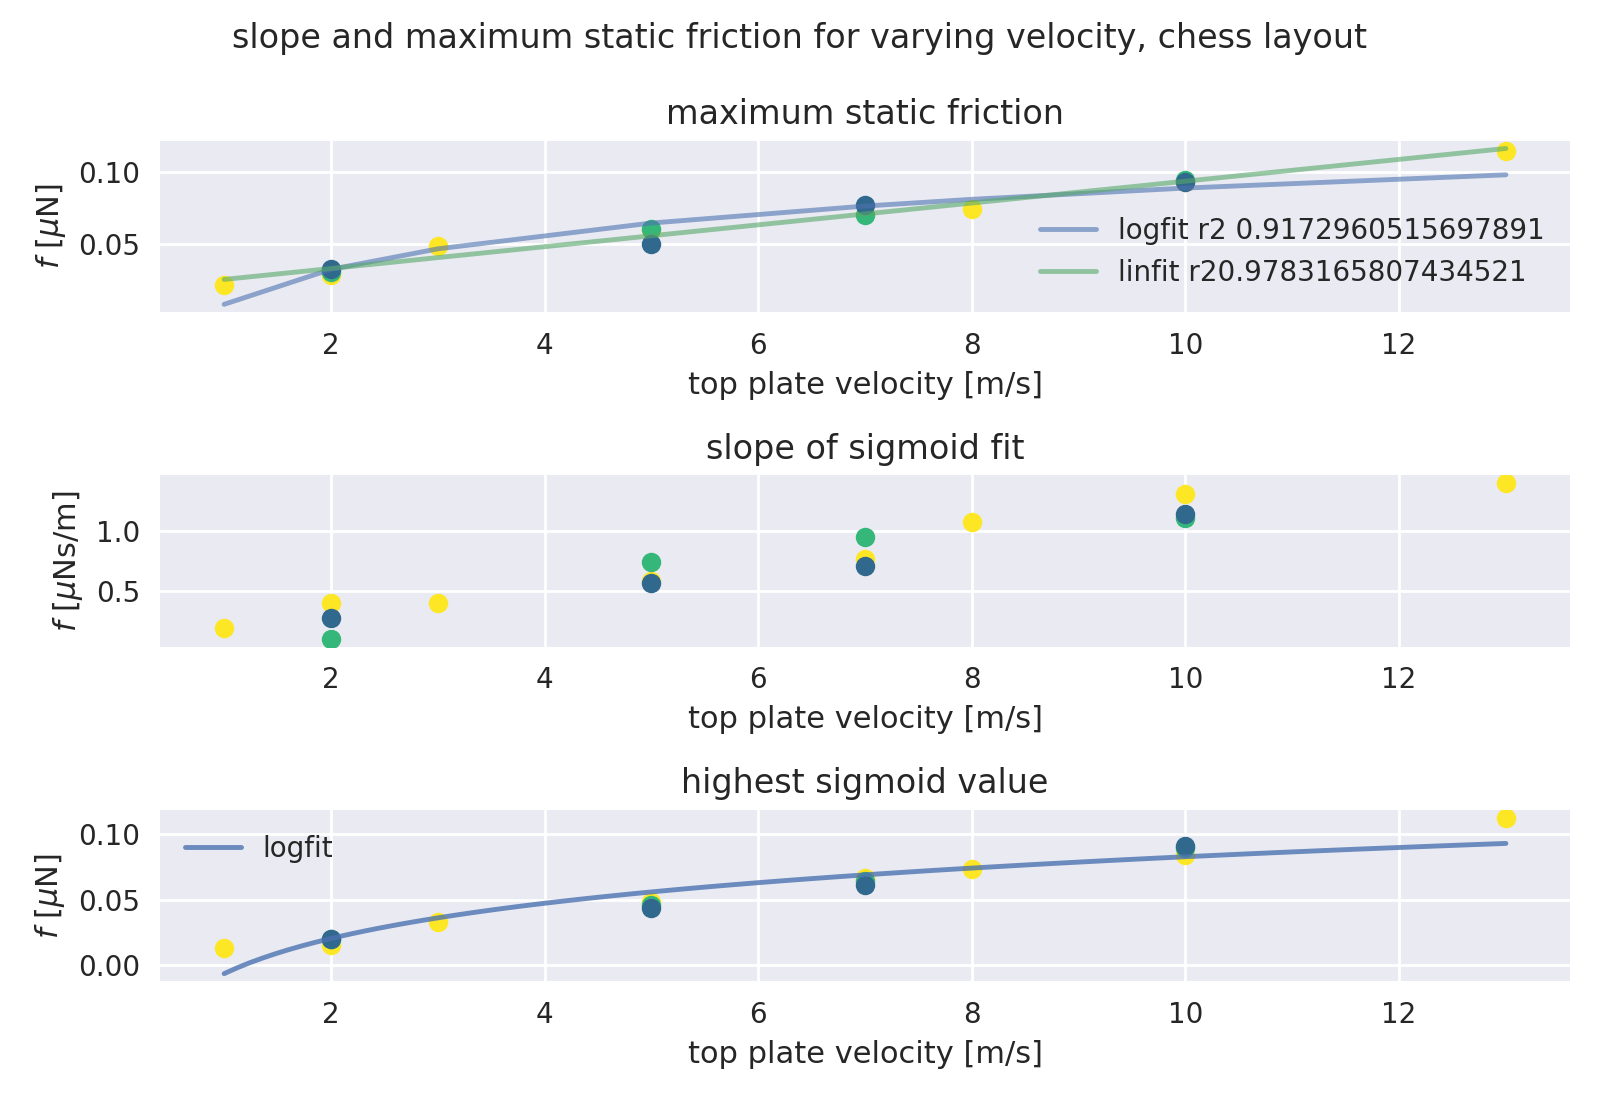 slope and maximum static friction for varying velocity, chess layout
maximum static friction
f [μN]
0.10
0.05
logfit r2 0.9172960515697891
linfit r20.9783165807434521
2 4 6 8 10 12
top plate velocity [m/s]
slope of sigmoid fit
f [μNs/m]
1.0
0.5
2 4 6 8 10 12
top plate velocity [m/s]
highest sigmoid value
f [μN]
0.10
0.05
0.00
logfit
2 4 6 8 10 12
top plate velocity [m/s]